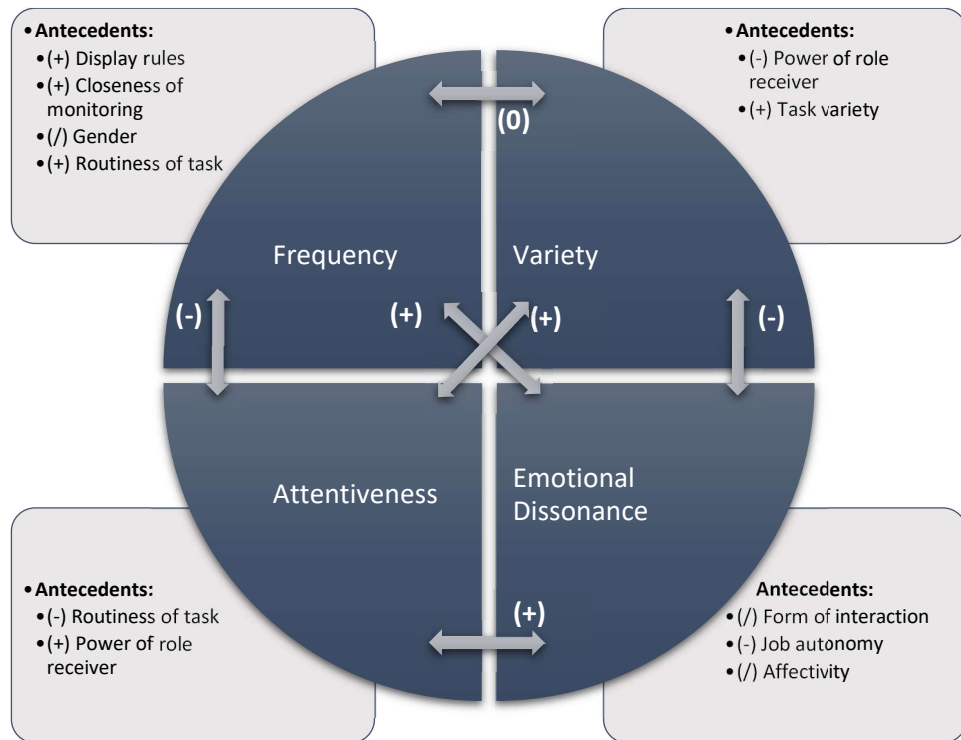 •Antecedents:
•(+) Display rules
•(+) Closeness of
monitoring
•(/) Gender
•(+) Routiness of task
•Antecedents:
•(-) Power of role
receiver
•(+) Task variety
(0)
Frequency
Variety
(-)
(+)
(+)
(-)
Attentiveness
Emotional
Dissonance
(+)
•Antecedents:
•(-) Routiness of task
•(+) Power of role
receiver
Antecedents:
•(/) Form of interaction
•(-) Job autonomy
•(/) Affectivity